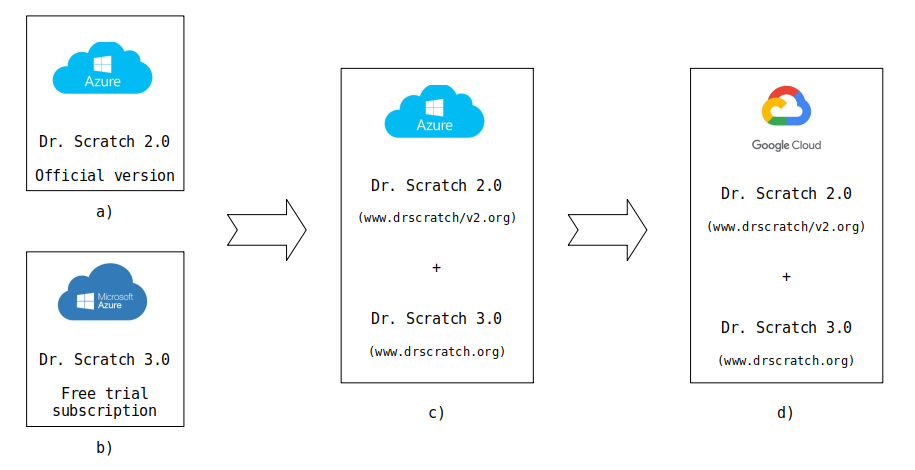 Azure
Dr. Scratch 2.0
Official version
a)
Microsoft
Azure
Dr. Scratch 3.0
Free trial
subscription
b)
Azure
Dr. Scratch 2.0
(www.drscratch/v2.org)
+
Dr. Scratch 3.0
(www.drscratch.org)
c)
Google Cloud
Dr. Scratch 2.0
(www.drscratch/v2.org)
+
Dr. Scratch 3.0
(www.drscratch.org)
d)